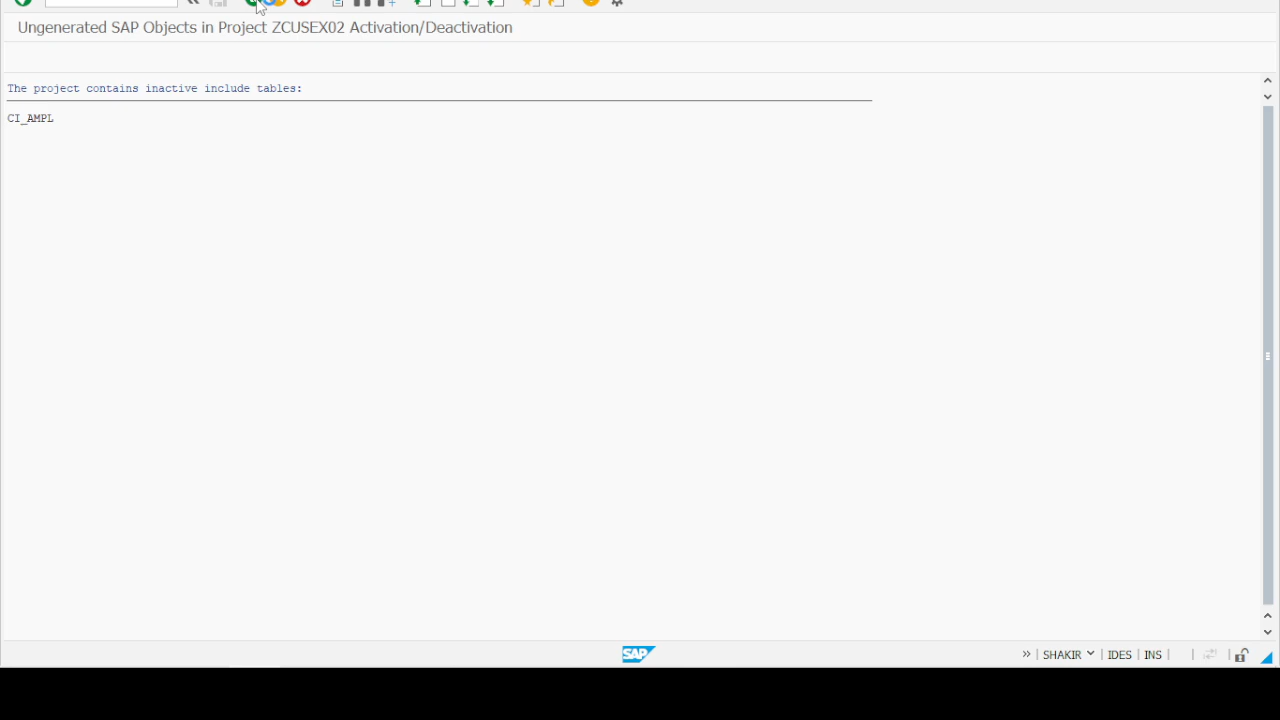 Ungenerated SAP Objects in Project ZCUSEX02 Activation/Deactivation
The project contains inactive include tables:
CI_AMPL
SAP
» SHAKIR IDES INS